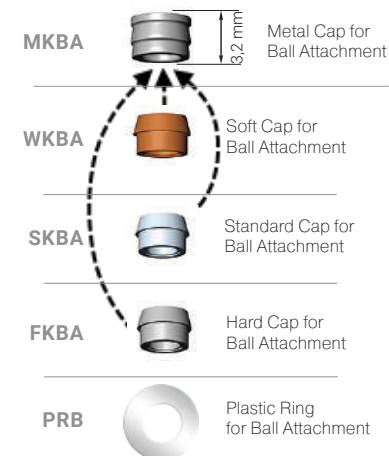 MKBA
3,2 mm
Metal Cap for
Ball Attachment
WKBA
Soft Cap for
Ball Attachment
SKBA
Standard Cap for
Ball Attachment
FKBA
Hard Cap for
Ball Attachment
PRB
Plastic Ring
for Ball Attachment